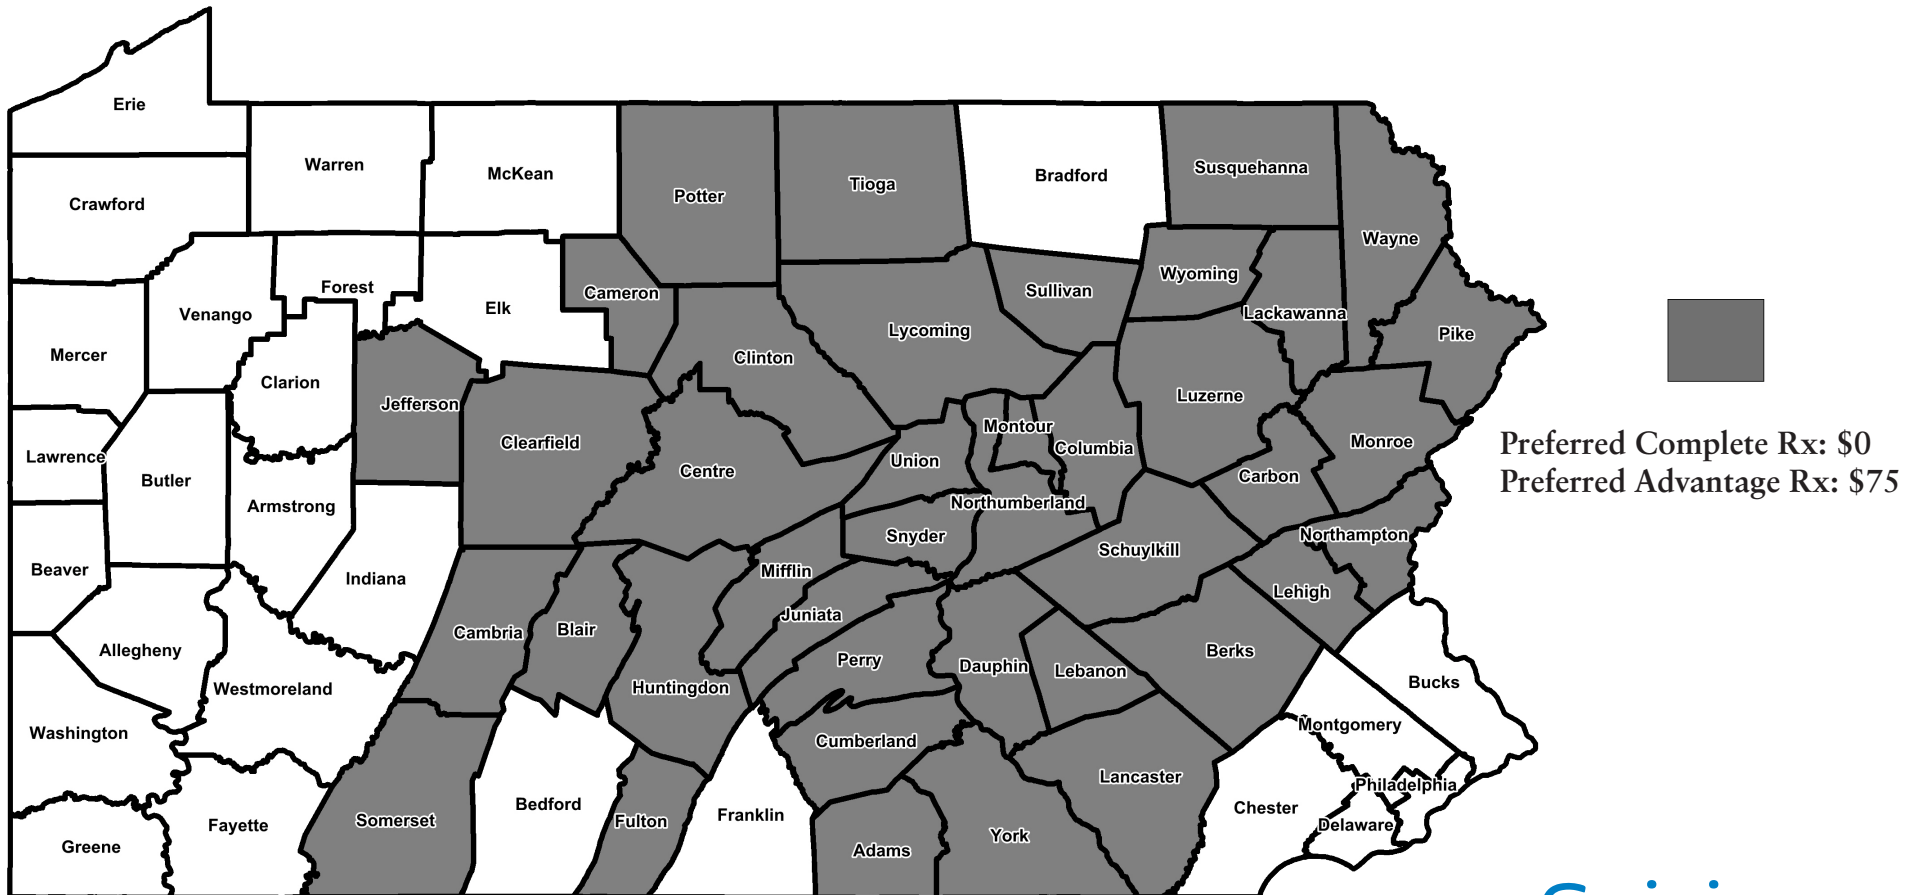 Erie
Warren
McKean
Crawford
Potter
Tioga
Bradford
Susquehanna
Wayne
Venango
Forest
Elk
Cameron
Sullivan
Wyoming
Lackawanna
Pike
Mercer
Clarion
Jefferson
Clinton
Lycoming
Luzerne
Monroe
Preferred Complete Rx: $0
Preferred Advantage Rx: $75
Lawrence
Butler
Armstrong
Clearfield
Centre
Union
Montour
Columbia
Carbon
Northumberland
Snyder
Schuylkill
Northampton
Beaver
Indiana
Mifflin
Lehigh
Allegheny
Cambria
Blair
Juniata
Westmoreland
Huntingdon
Perry
Dauphin
Lebanon
Berks
Bucks
Washington
Cumberland
Lancaster
Montgomery
Philadelphia
Greene
Fayette
Somerset
Bedford
Fulton
Franklin
Adams
York
Chester
Delaware